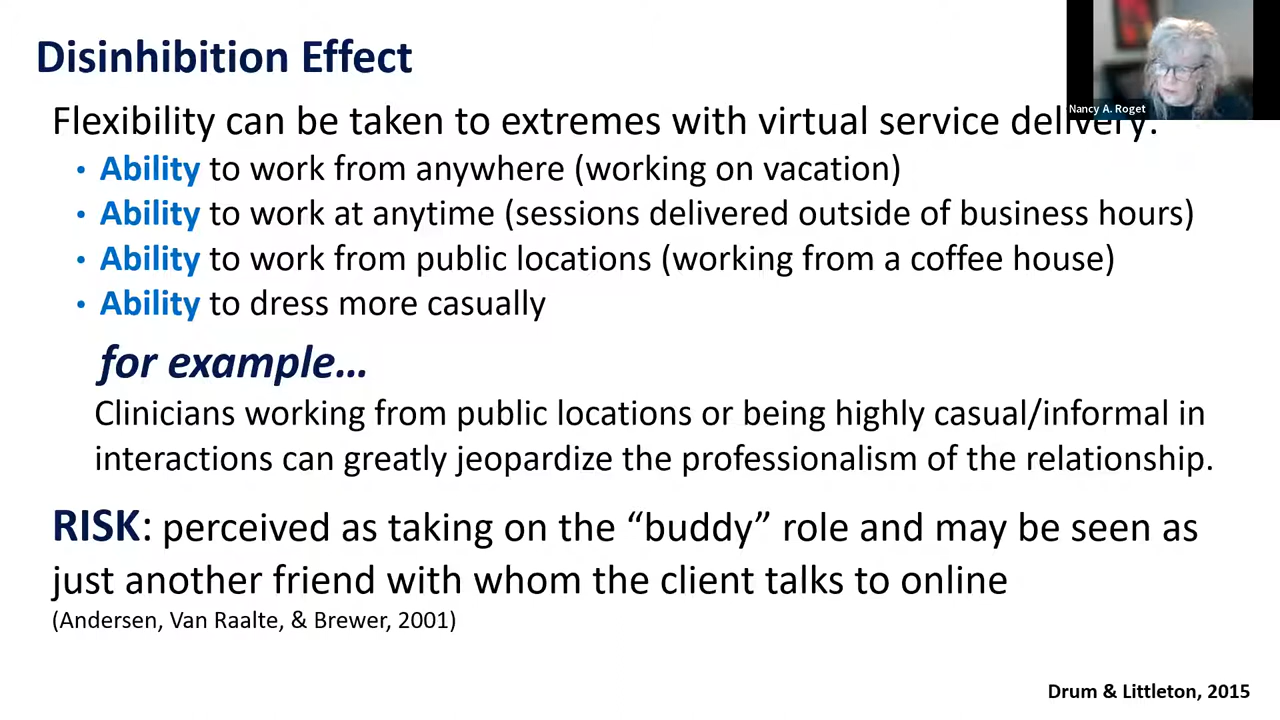 Disinhibition Effect
Nancy A. Roget
Flexibility can be taken to extremes with virtual service delivery.
• Ability to work from anywhere (working on vacation)
• Ability to work at anytime (sessions delivered outside of business hours)
• Ability to work from public locations (working from a coffee house)
• Ability to dress more casually
for example…
Clinicians working from public locations or being highly casual/informal in
interactions can greatly jeopardize the professionalism of the relationship.
RISK: perceived as taking on the “buddy” role and may be seen as
just another friend with whom the client talks to online
(Andersen, Van Raalte, & Brewer, 2001)
Drum & Littleton, 2015